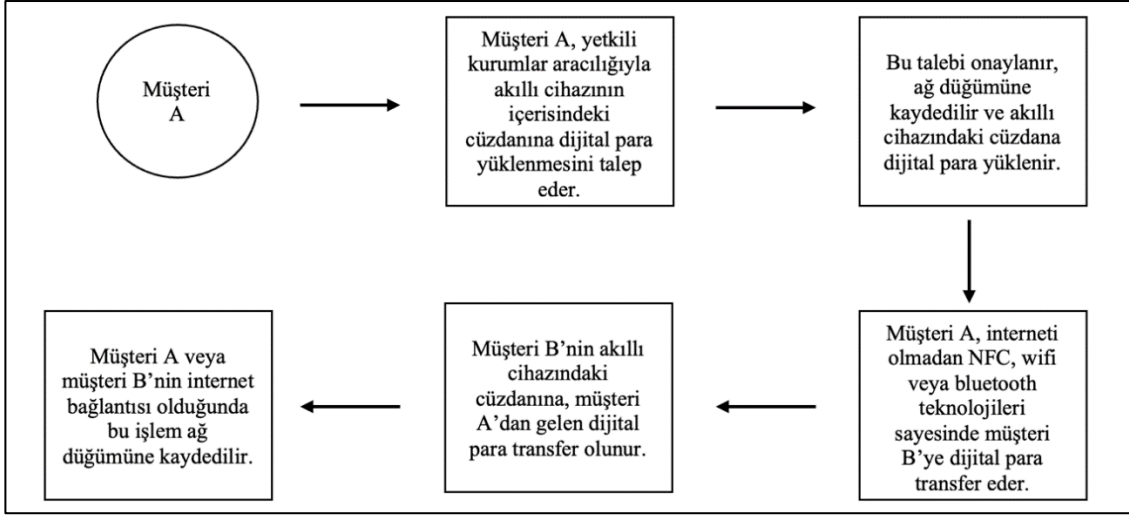 Müşteri
A
Müşteri A, yetkili
kurumlar aracılığıyla
akıllı cihazının
içerisindeki
cüzdanına dijital para
yüklenmesini talep
eder.
Bu talebi onaylanır,
ağ düğümüne
kaydedilir ve akıllı
cihazındaki cüzdana
dijital para yüklenir.
Müşteri A, interneti
olmadan NFC, wifi
veya bluetooth
teknolojileri
sayesinde müşteri
B’ye dijital para
transfer eder.
Müşteri B’nin akıllı
cihazındaki
cüzdanına, müşteri
A’dan gelen dijital
para transfer olunur.
Müşteri A veya
müşteri B’nin internet
bağlantısı olduğunda
bu işlem ağ
düğümüne kaydedilir.